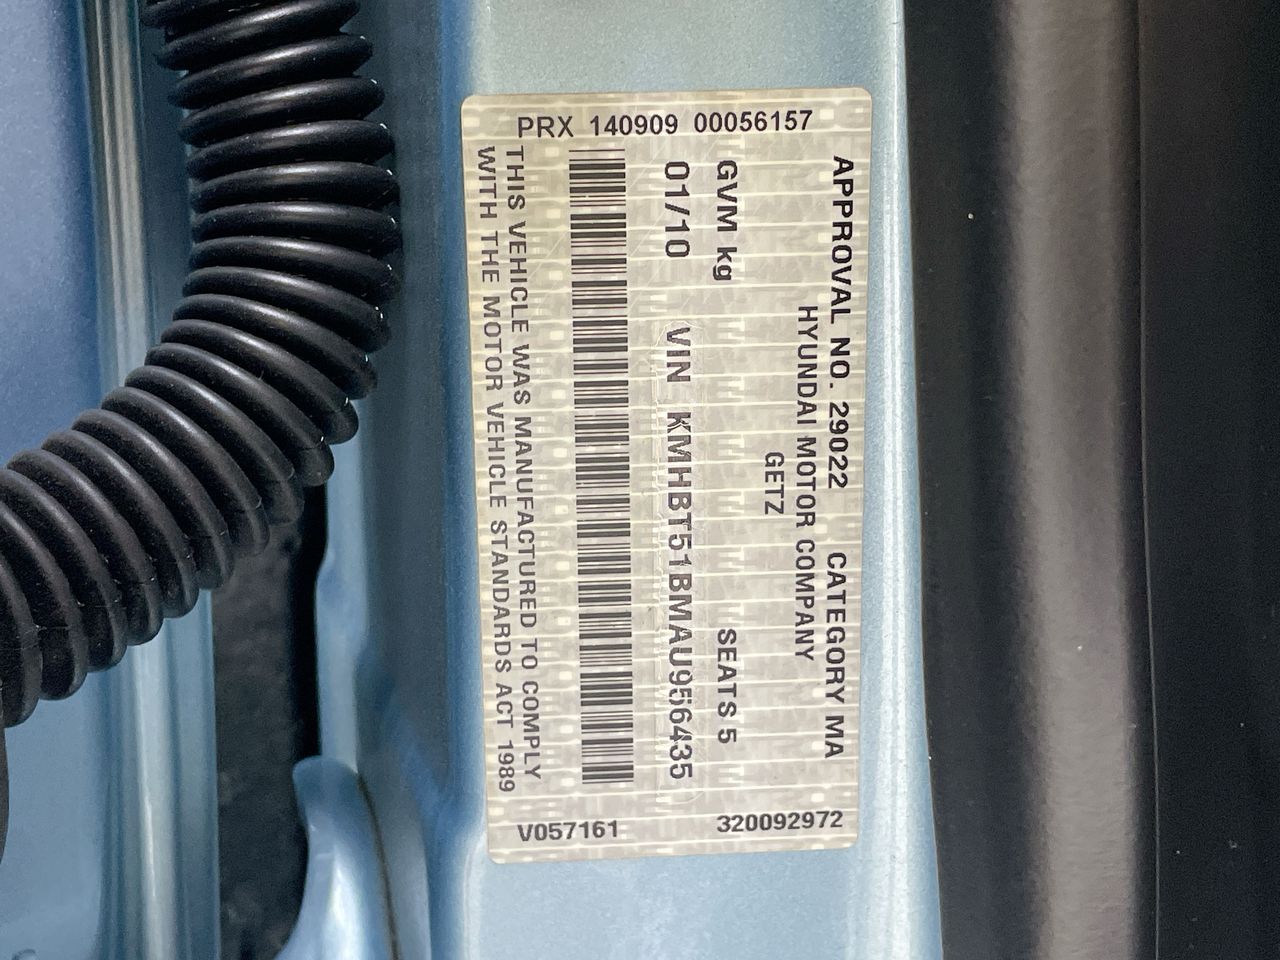 PRX 140909 00056157
APPROVAL NO. 29022 CATEGORY MA
HYUNDAI MOTOR COMPANY
GETZ
GVM kg SEATS 5
01/10 VIN KMHBT51BMAU956435
THIS VEHICLE WAS MANUFACTURED TO COMPLY
WITH THE MOTOR VEHICLE STANDARDS ACT 1989
V057161 320092972